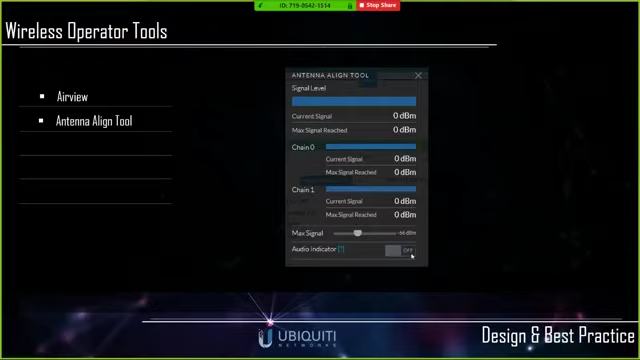 ID: 719-0542-1514
Stop Share
Wireless Operator Tools
Airview
Antenna Align Tool
ANTENNA ALIGN TOOL
Signal Level
Current Signal 0 dBm
Max Signal Reached 0 dBm
Chain 0
Current Signal 0 dBm
Max Signal Reached 0 dBm
Chain 1
Current Signal 0 dBm
Max Signal Reached 0 dBm
Max Signal -66 dBm
Audio Indicator [?] OFF
UBIQUITI
NETWORKS
Design & Best Practice